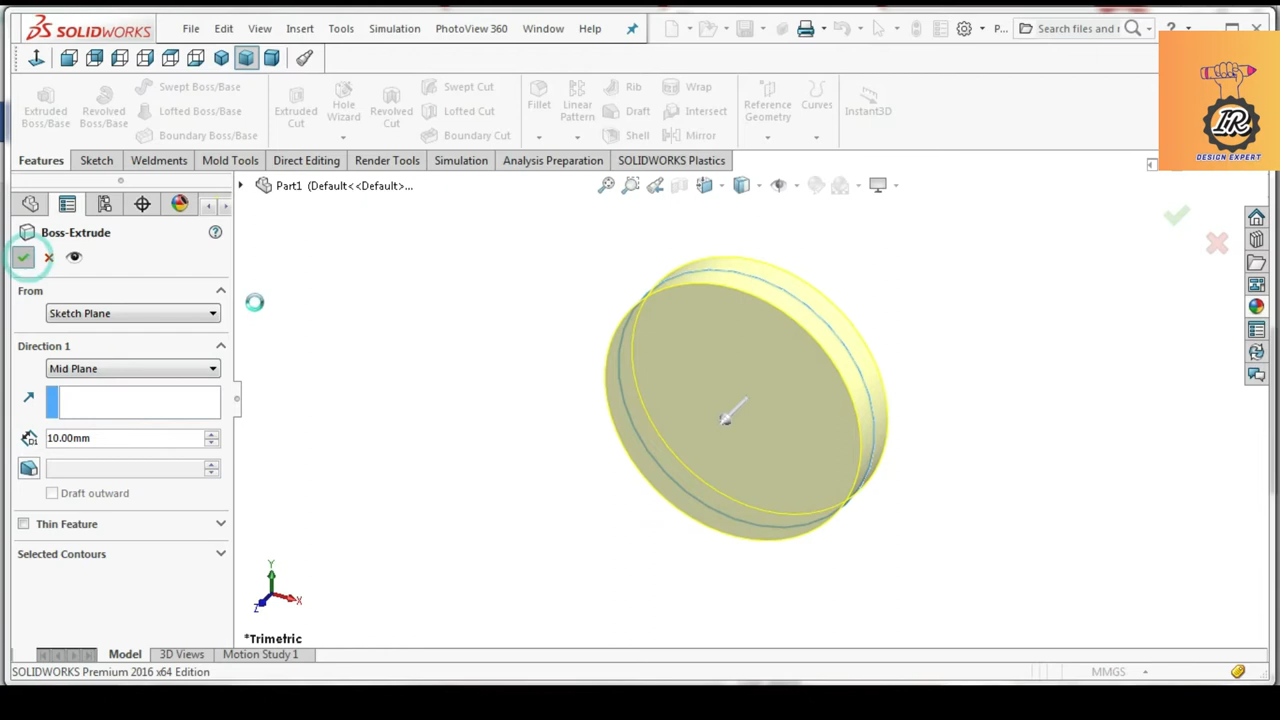 SOLIDWORKS File Edit View Insert Tools Simulation PhotoView 360 Window Help P... Search files and r ?
IR
DESIGN EXPERT
Extruded Boss/Base
Revolved Boss/Base
Swept Boss/Base
Lofted Boss/Base
Boundary Boss/Base
Extruded Cut
Hole Wizard
Revolved Cut
Swept Cut
Lofted Cut
Boundary Cut
Fillet
Linear Pattern
Rib
Draft
Shell
Wrap
Intersect
Mirror
Reference Geometry
Curves
Instant3D
Features Sketch Weldments Mold Tools Direct Editing Render Tools Simulation Analysis Preparation SOLIDWORKS Plastics
Part1 (Default<<Default>...
Boss-Extrude
From
Sketch Plane
Direction 1
Mid Plane
D1 10.00mm
Draft outward
Thin Feature
Selected Contours
Y
Z X
*Trimetric
Model 3D Views Motion Study 1
SOLIDWORKS Premium 2016 x64 Edition MMGS